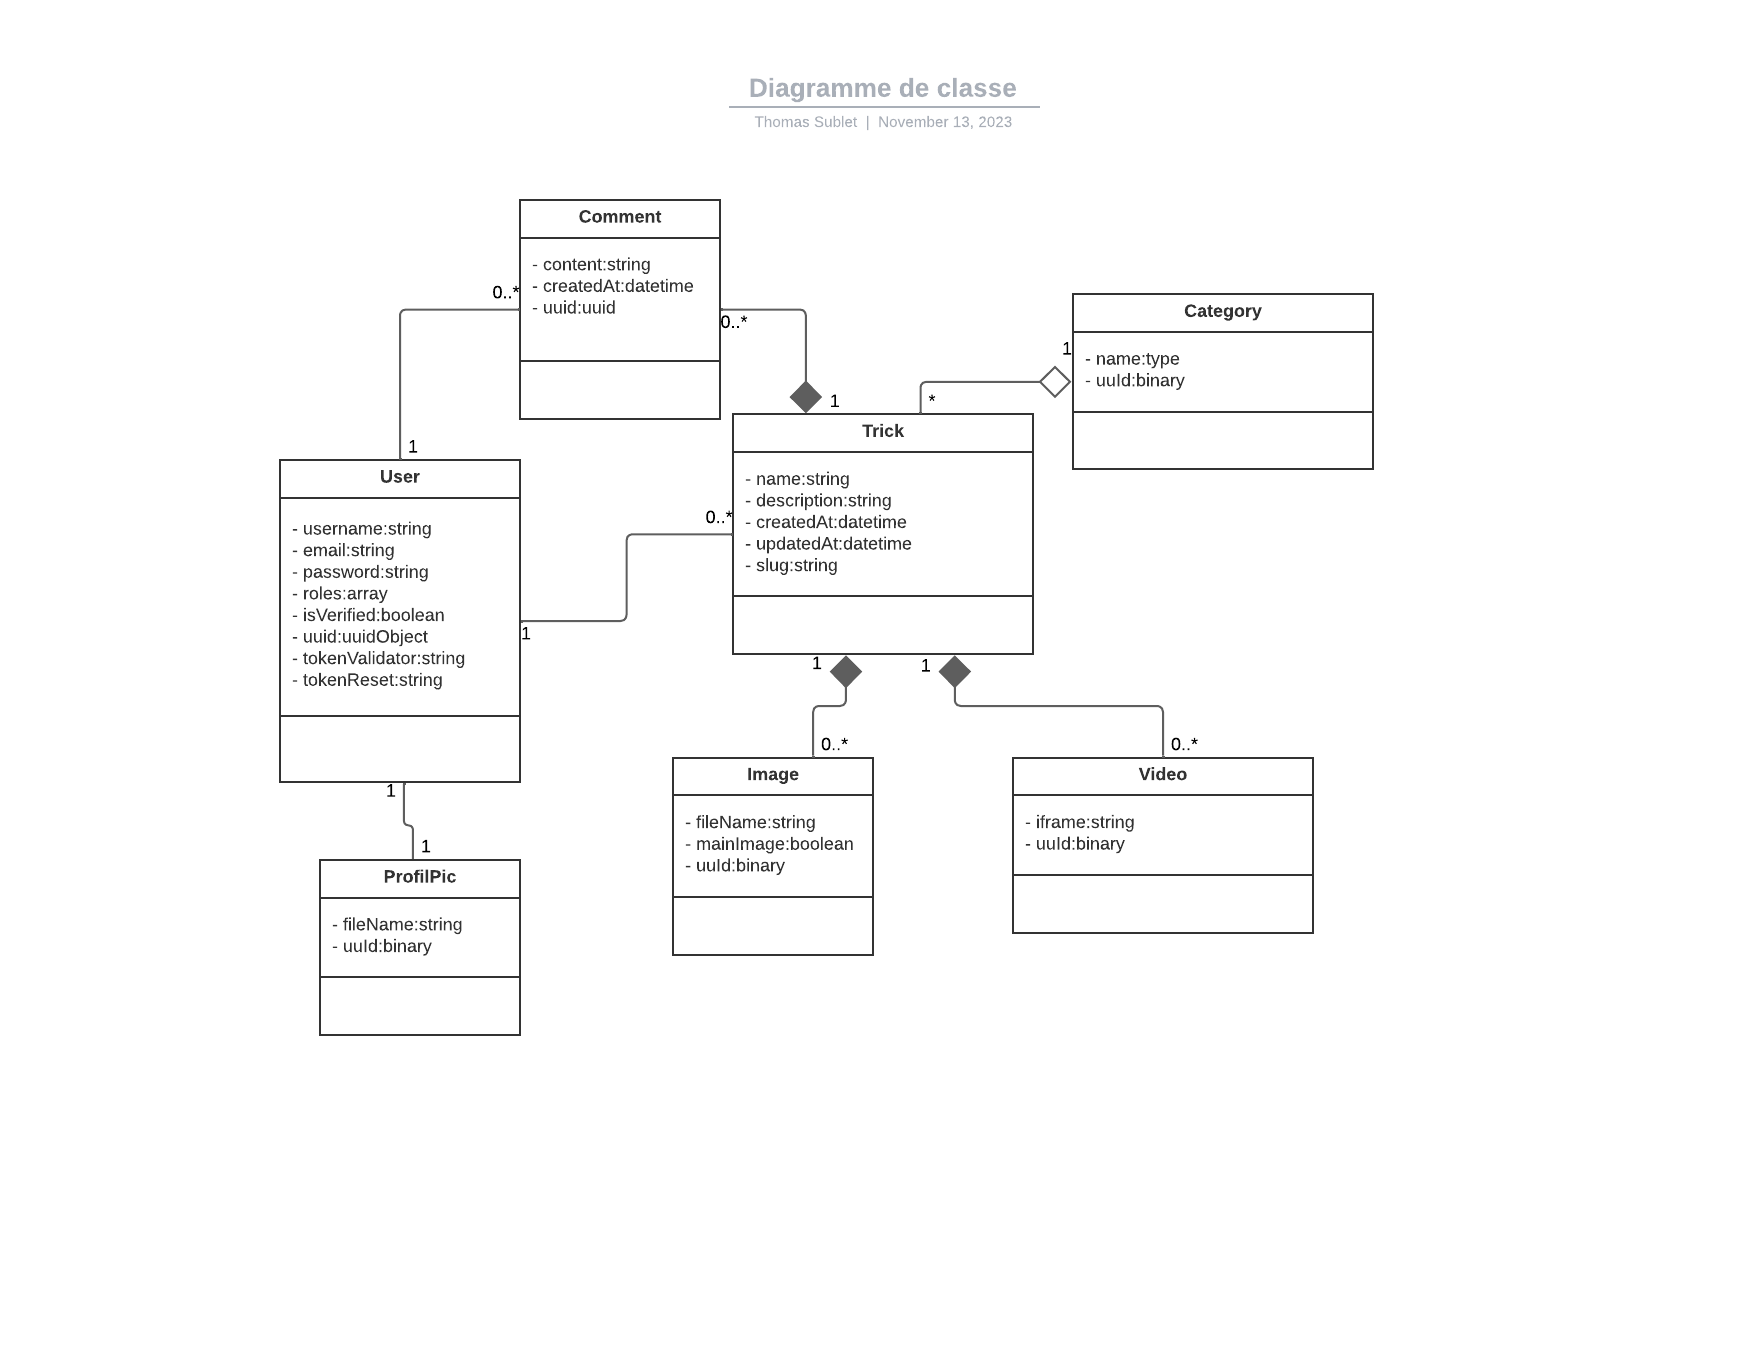 Diagramme de classe
Thomas Sublet | November 13, 2023
Comment
- content:string
- createdAt:datetime
- uuid:uuid
0..*
0..*
1
1
Category
- name:type
- uuId:binary
1
*
Trick
- name:string
- description:string
- createdAt:datetime
- updatedAt:datetime
- slug:string
0..*
1
User
- username:string
- email:string
- password:string
- roles:array
- isVerified:boolean
- uuid:uuidObject
- tokenValidator:string
- tokenReset:string
1
1
ProfilPic
- fileName:string
- uuId:binary
1
0..*
Image
- fileName:string
- mainImage:boolean
- uuId:binary
1
0..*
Video
- iframe:string
- uuId:binary